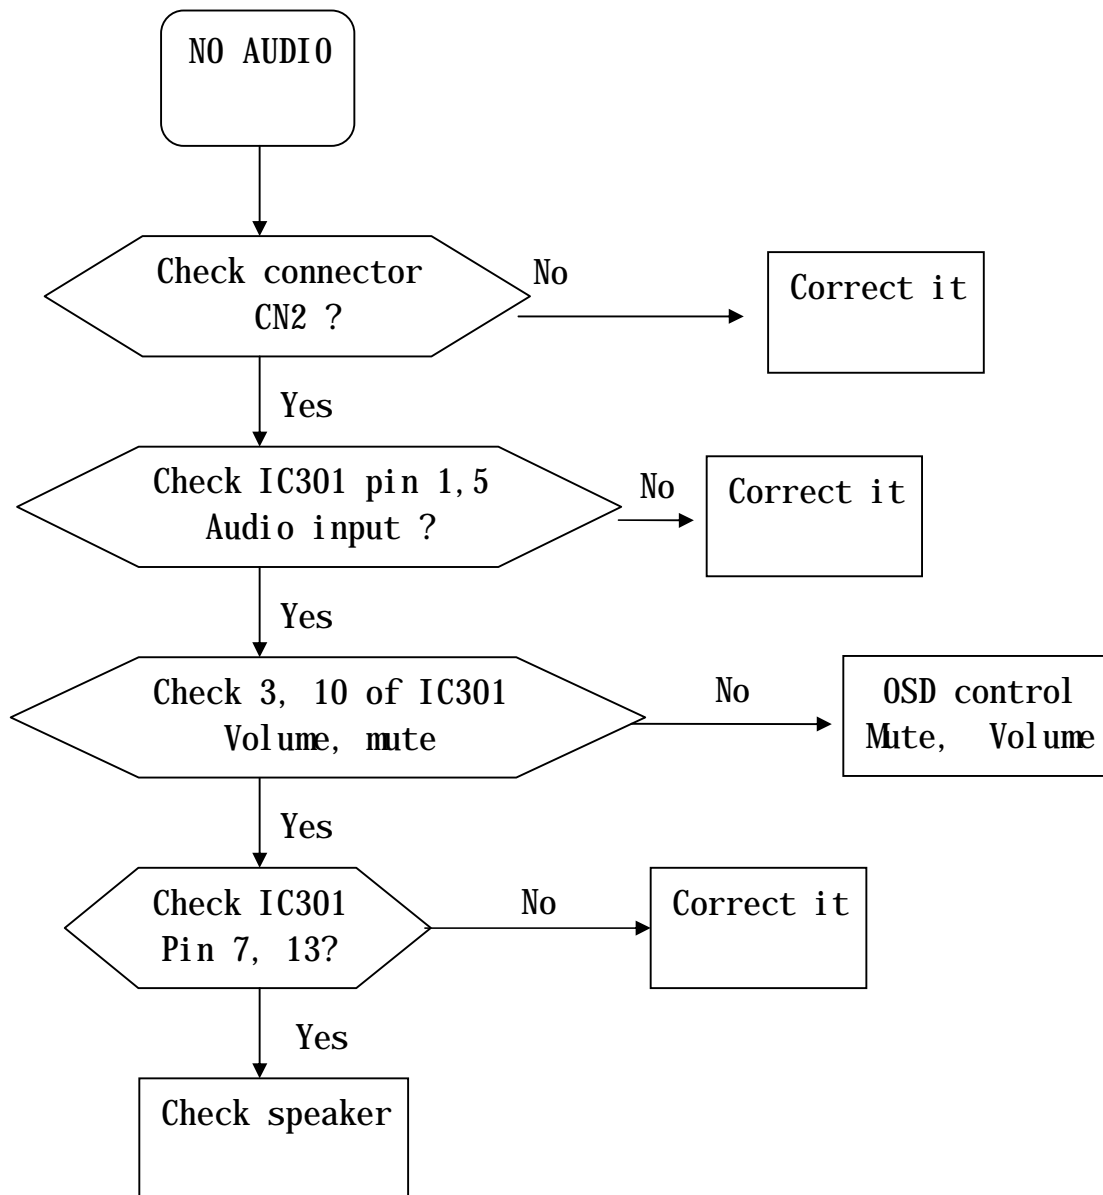 NO AUDIO
Check connector
CN2 ?
No
Correct it
Yes
Check IC301 pin 1,5
Audio input ?
No
Correct it
Yes
Check 3, 10 of IC301
Volume, mute
No
OSD control
Mute, Volume
Yes
Check IC301
Pin 7, 13?
No
Correct it
Yes
Check speaker